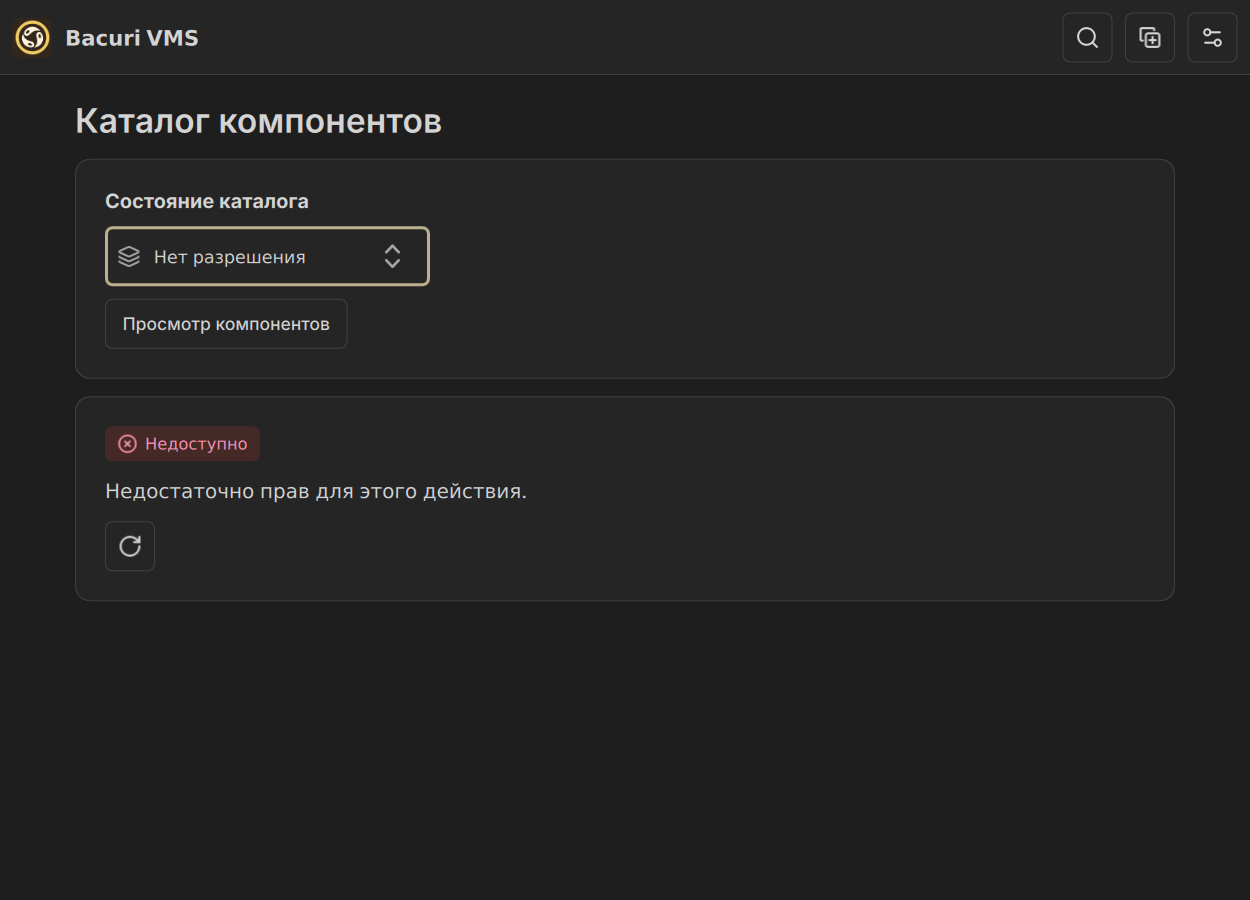 Bacuri VMS
Каталог компонентов
Состояние каталога
Нет разрешения
Просмотр компонентов
Недоступно
Недостаточно прав для этого действия.